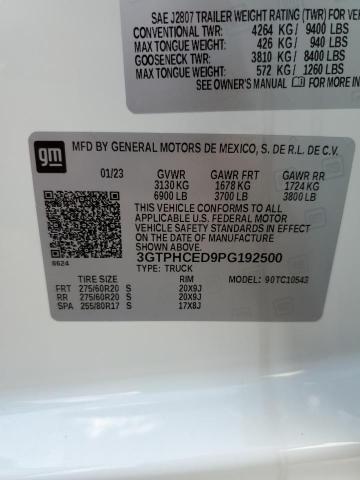 SAE J2807 TRAILER WEIGHT RATING (TWR) FOR VE
CONVENTIONAL TWR: 4264 KG/ 9400 LBS
MAX TONGUE WEIGHT: 426 KG/ 940 LBS
GOOSENECK TWR: 3810 KG/ 8400 LBS
MAX TONGUE WEIGHT: 572 KG/ 1260 LBS
SEE OWNER'S MANUAL FOR MORE IN
gm MFD BY GENERAL MOTORS DE MEXICO, S. DE R.L. DE C.V.
01/23 GVWR GAWR FRT GAWR RR
3130 KG 1678 KG 1724 KG
6900 LB 3700 LB 3800 LB
THIS VEHICLE CONFORMS TO ALL
APPLICABLE U.S. FEDERAL MOTOR
VEHICLE SAFETY STANDARDS IN EFFECT ON
THE DATE OF MANUFACTURE SHOWN ABOVE.
3GTPHCED9PG192500
6624 TYPE: TRUCK
TIRE SIZE RIM MODEL: 90TC10543
FRT 275/60R20 S 20X9J
RR 275/60R20 S 20X9J
SPA 255/80R17 S 17X8J